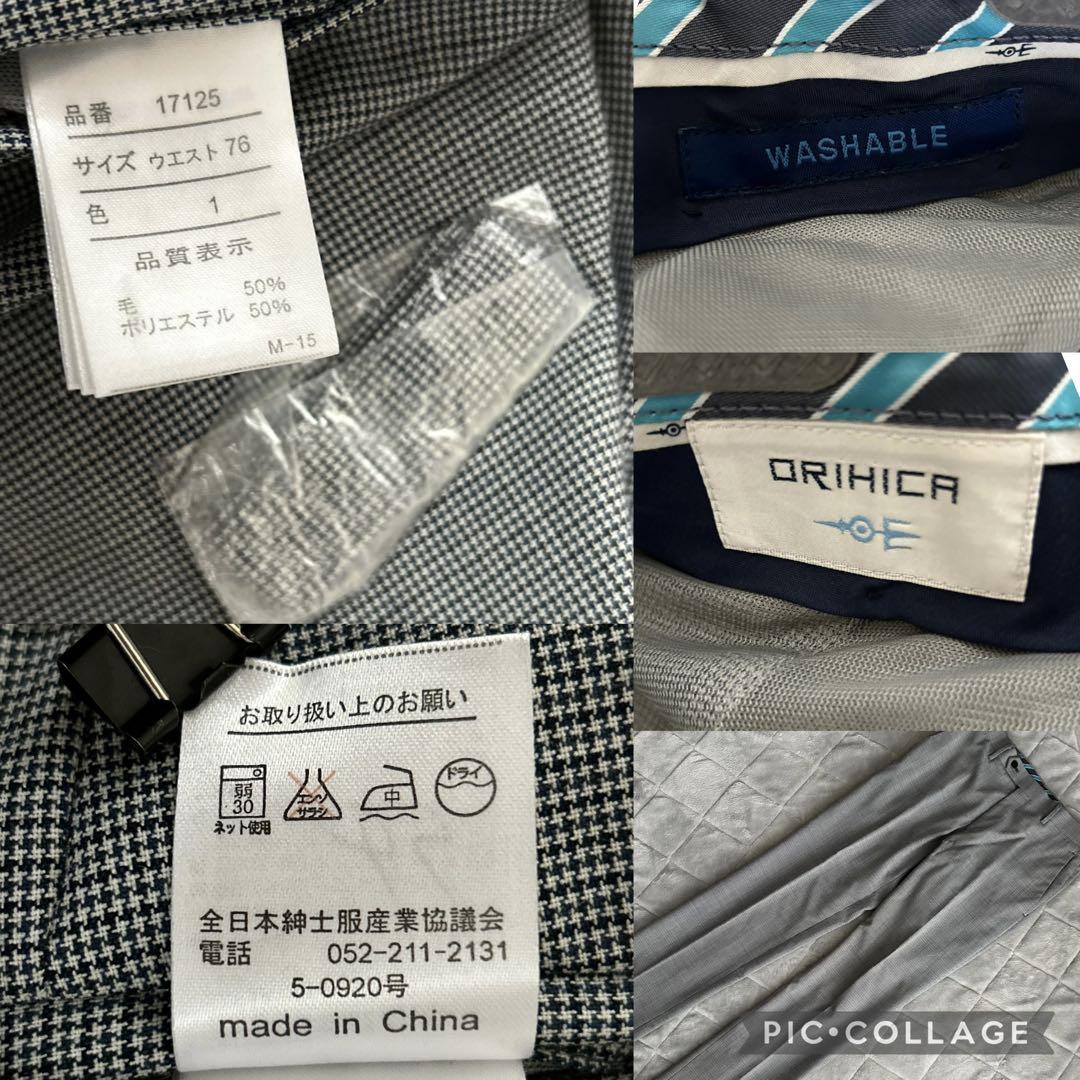 品番 17125
サイズ ウエスト 76
色 1
品質表示
毛 50%
ポリエステル 50%
M-15
WASHABLE
ORIHICA
お取り扱い上のお願い
弱
30
ネット使用
エンソ
サラシ
中
ドライ
全日本紳士服産業協議会
電話 052-211-2131
5-0920号
made in China
PIC•COLLAGE